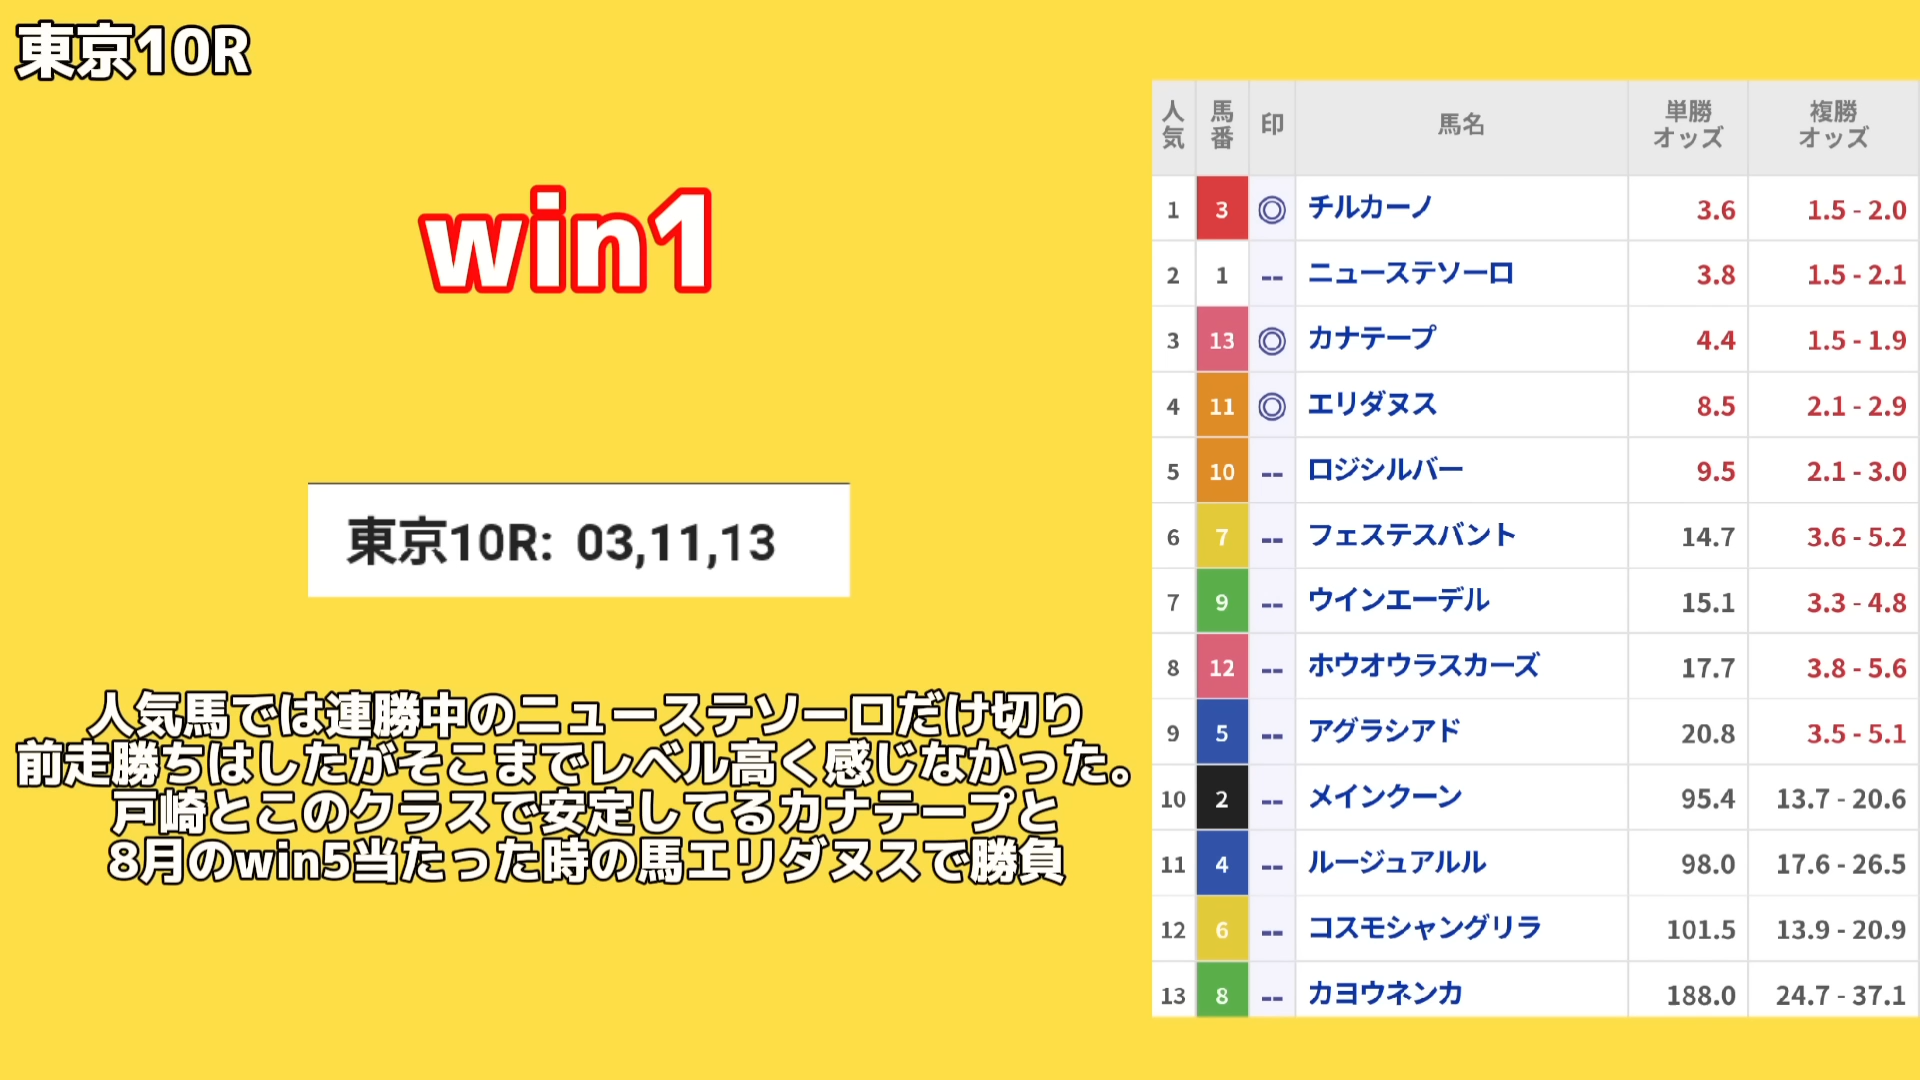 東京10R
win1
東京10R: 03,11,13
人気馬では連勝中のニューステソーロだけ切り
前走勝ちはしたがそこまでレベル高く感じなかった。
戸崎とこのクラスで安定してるカナテープと
8月のwin5当たった時の馬エリダヌスで勝負
人気 馬番 印 馬名 単勝オッズ 複勝オッズ
1 3 ◎ チルカーノ 3.6 1.5 - 2.0
2 1 -- ニューステソーロ 3.8 1.5 - 2.1
3 13 ◎ カナテープ 4.4 1.5 - 1.9
4 11 ◎ エリダヌス 8.5 2.1 - 2.9
5 10 -- ロジシルバー 9.5 2.1 - 3.0
6 7 -- フェステスバント 14.7 3.6 - 5.2
7 9 -- ウインエーデル 15.1 3.3 - 4.8
8 12 -- ホウオウラスカーズ 17.7 3.8 - 5.6
9 5 -- アグラシアド 20.8 3.5 - 5.1
10 2 -- メインクーン 95.4 13.7 - 20.6
11 4 -- ルージュアルル 98.0 17.6 - 26.5
12 6 -- コスモシャングリラ 101.5 13.9 - 20.9
13 8 -- カヨウネンカ 188.0 24.7 - 37.1